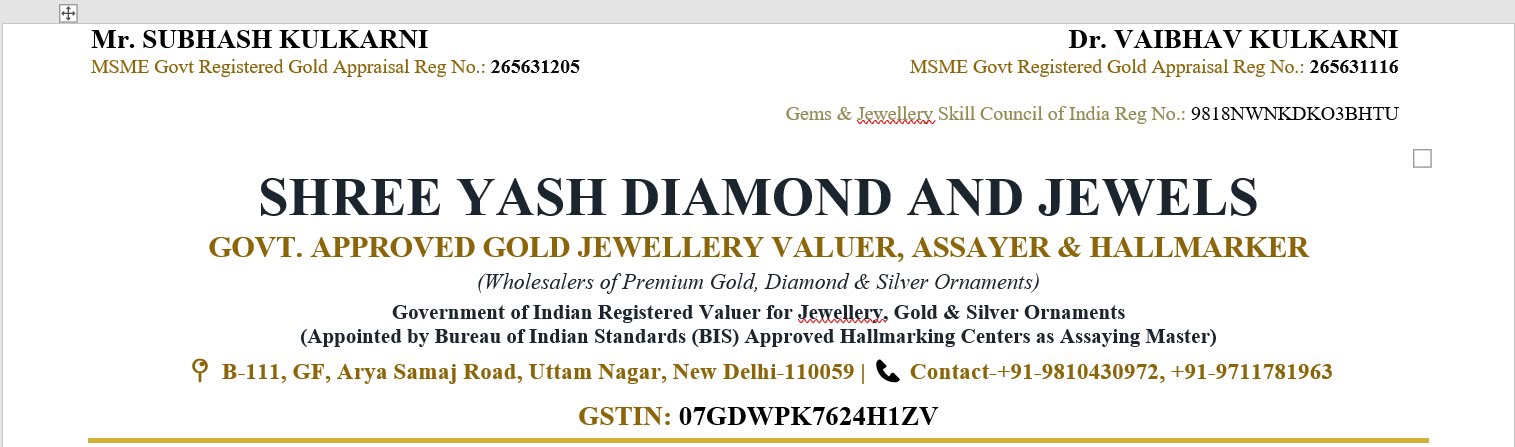 Mr. SUBHASH KULKARNI
Dr. VAIBHAV KULKARNI
MSME Govt Registered Gold Appraisal Reg No.: 265631205
MSME Govt Registered Gold Appraisal Reg No.: 265631116
Gems & Jewellery Skill Council of India Reg No.: 9818NWNKDKO3BHTU
SHREE YASH DIAMOND AND JEWELS
GOVT. APPROVED GOLD JEWELLERY VALUER, ASSAYER & HALLMARKER
(Wholesalers of Premium Gold, Diamond & Silver Ornaments)
Government of Indian Registered Valuer for Jewellery, Gold & Silver Ornaments
(Appointed by Bureau of Indian Standards (BIS) Approved Hallmarking Centers as Assaying Master)
B-111, GF, Arya Samaj Road, Uttam Nagar, New Delhi-110059 | Contact-+91-9810430972, +91-9711781963
GSTIN: 07GDWPK7624H1ZV